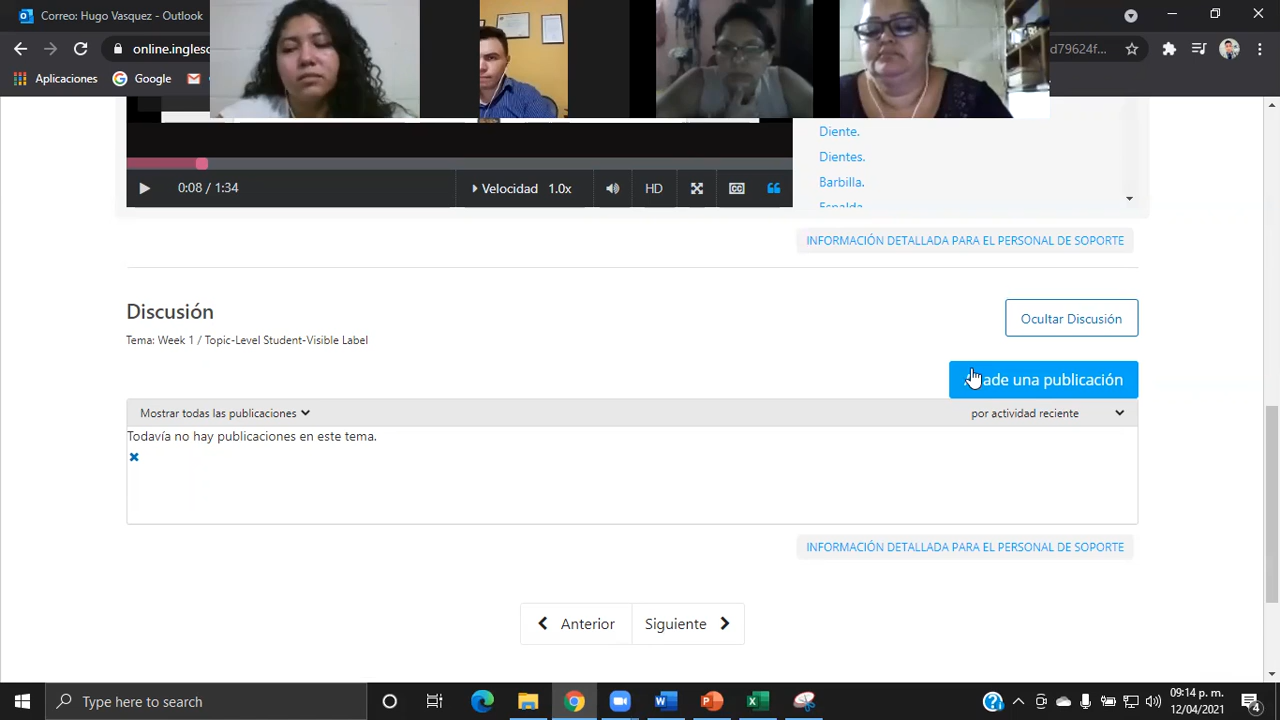 Correo: Hugo Vasquez - Outlook
online.inglesc
d79624f...
Aplicaciones
Google
Diente.
Dientes.
Barbilla.
Espalda
0:08 / 1:34
Velocidad 1.0x
HD
CC
INFORMACIÓN DETALLADA PARA EL PERSONAL DE SOPORTE
Discusión
Ocultar Discusión
Tema: Week 1 / Topic-Level Student-Visible Label
ade una publicación
Mostrar todas las publicaciones
por actividad reciente
Todavía no hay publicaciones en este tema.
INFORMACIÓN DETALLADA PARA EL PERSONAL DE SOPORTE
Anterior
Siguiente
Type here to search
09:14 p. m.
12/04/2021
4